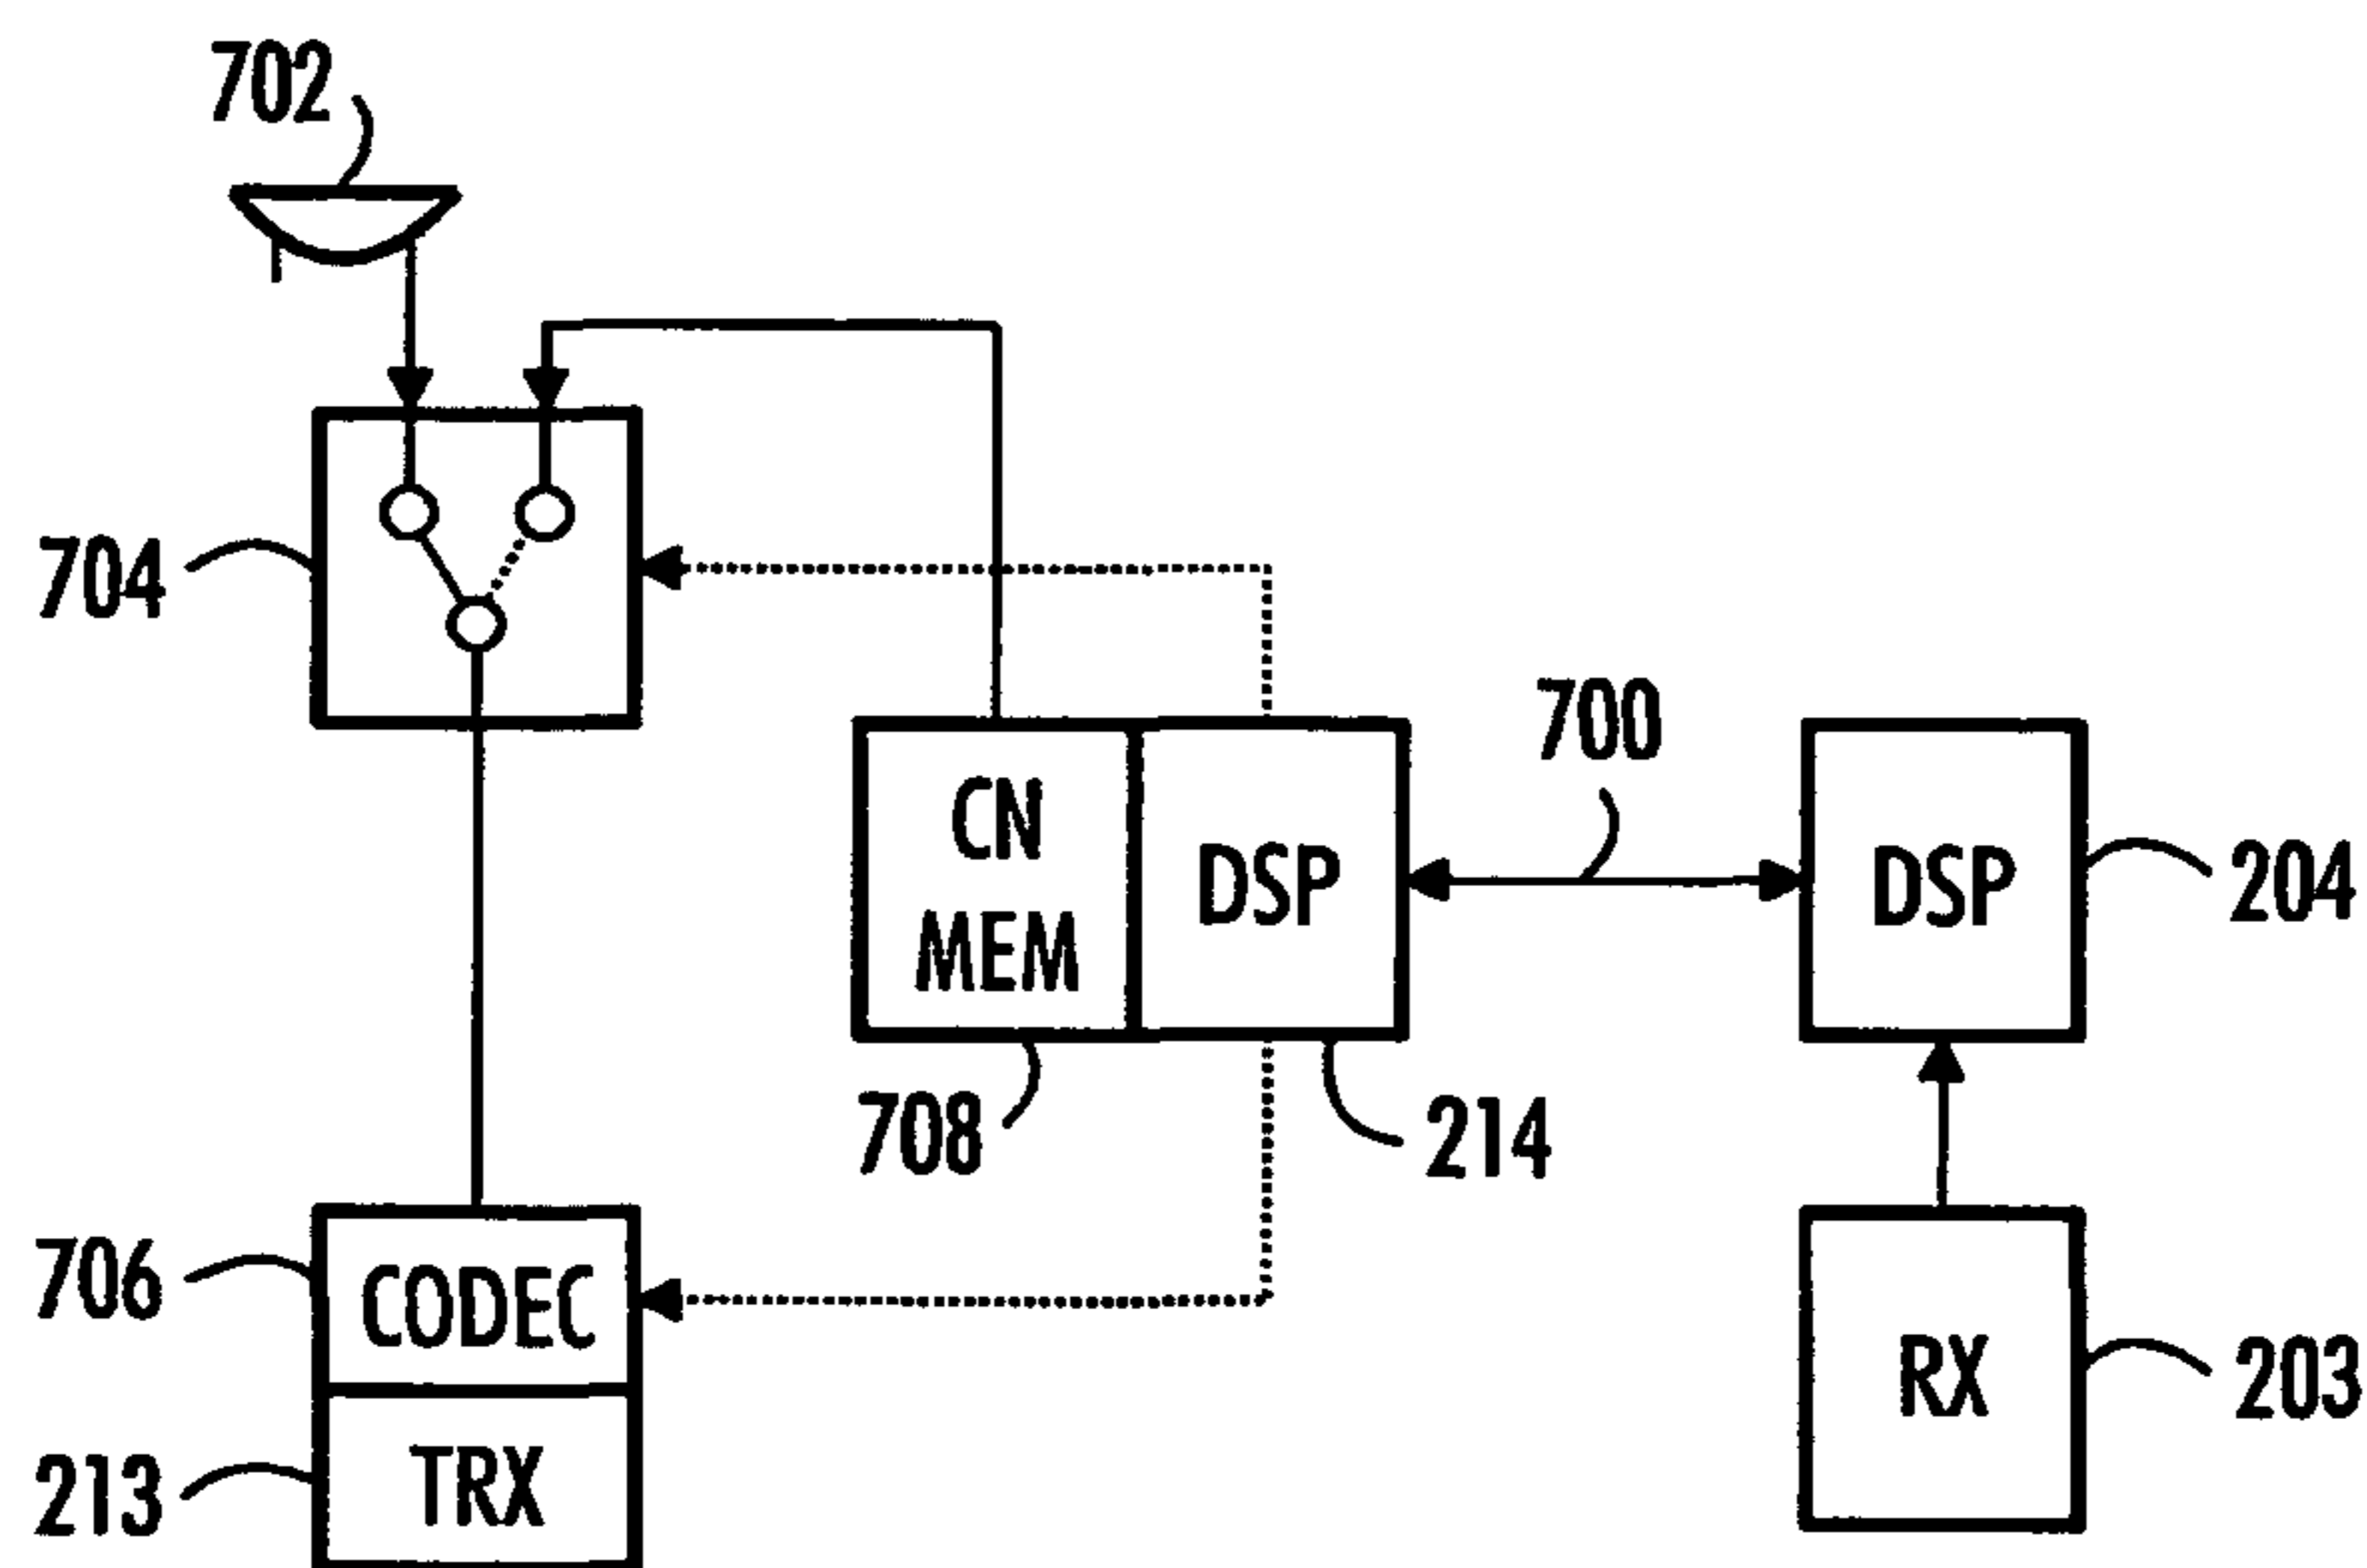 702
704
700
CN
MEM
DSP
DSP
204
708
214
706
CODEC
RX
203
213
TRX